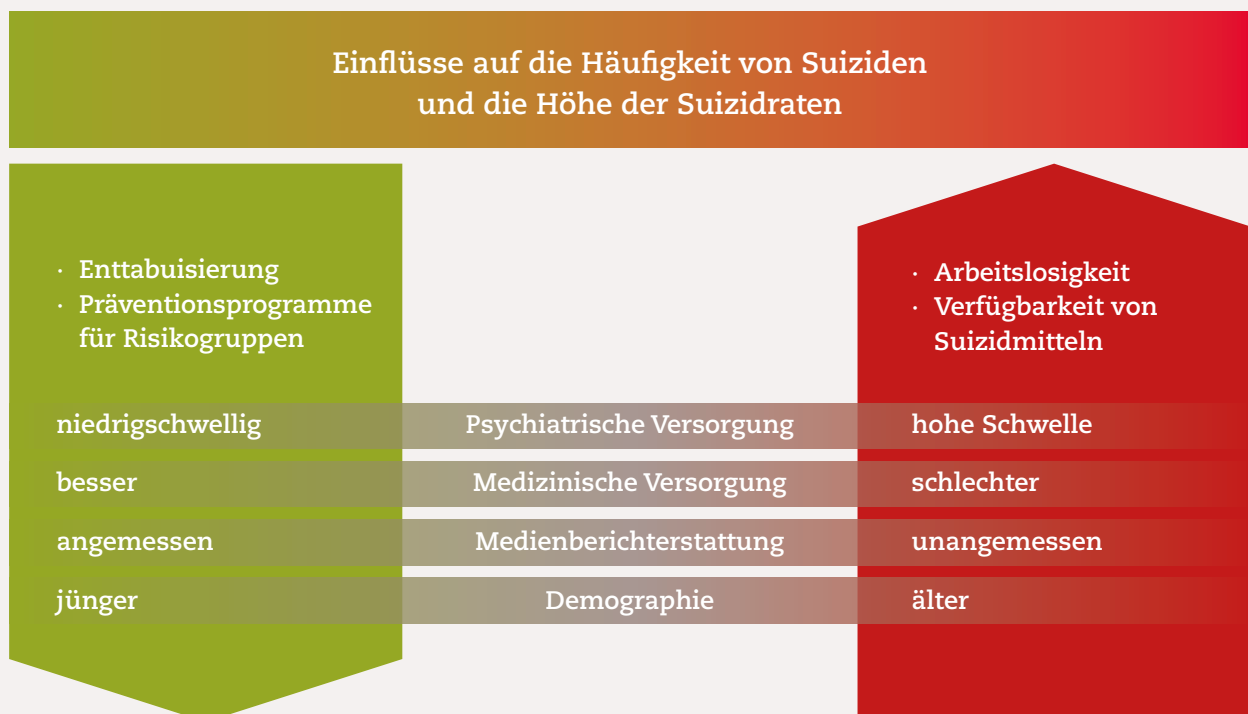 Einflüsse auf die Häufigkeit von Suiziden
und die Höhe der Suizidraten
· Enttabuisierung
· Präventionsprogramme
für Risikogruppen
· Arbeitslosigkeit
· Verfügbarkeit von
Suizidmitteln
niedrigschwellig Psychiatrische Versorgung hohe Schwelle
besser Medizinische Versorgung schlechter
angemessen Medienberichterstattung unangemessen
jünger Demographie älter